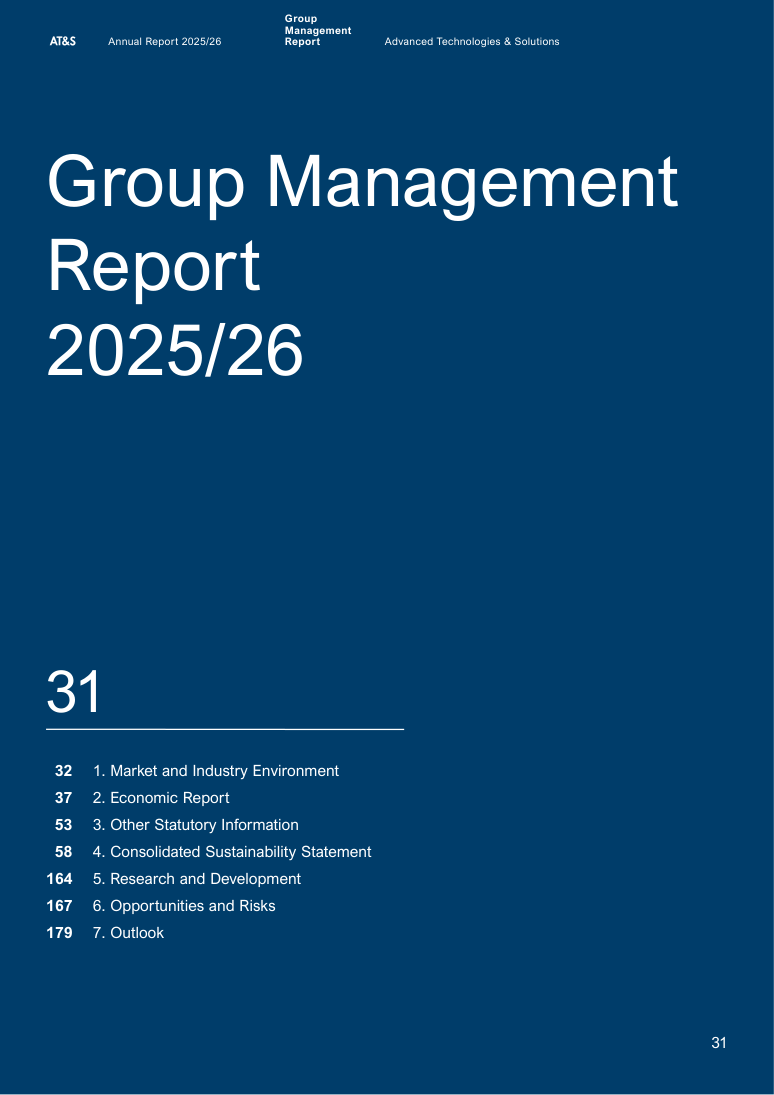 AT&S
Annual Report 2025/26
Group
Management
Report
Advanced Technologies & Solutions
Group Management
Report
2025/26
31
32 1. Market and Industry Environment
37 2. Economic Report
53 3. Other Statutory Information
58 4. Consolidated Sustainability Statement
164 5. Research and Development
167 6. Opportunities and Risks
179 7. Outlook
31